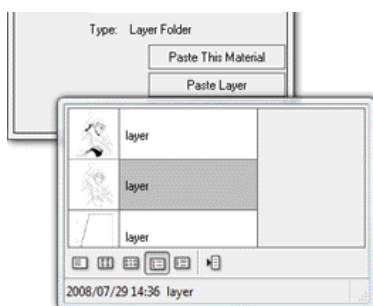 Type: Layer Folder
Paste This Material
Paste Layer
layer
layer
layer
2008/07/29 14:36 layer